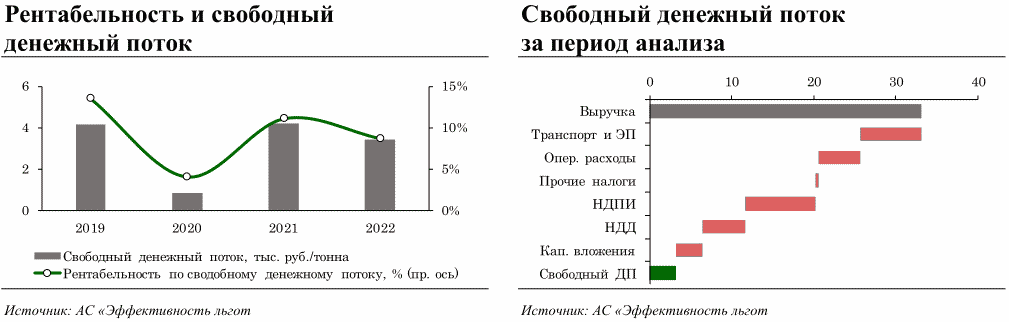 Рентабельность и свободный
денежный поток
6
4
2
0
15%
10%
5%
0%
2019
2020
2021
2022
Свободный денежный поток, тыс. руб./тонна
Рентабельность по сводобному денежному потоку, % (пр. ось)
Источник: АС «Эффективность льгот
Свободный денежный поток
за период анализа
0
10
20
30
40
Выручка
Транспорт и ЭП
Опер. расходы
Прочие налоги
НДПИ
НДД
Кап. вложения
Свободный ДП
Источник: АС «Эффективность льгот